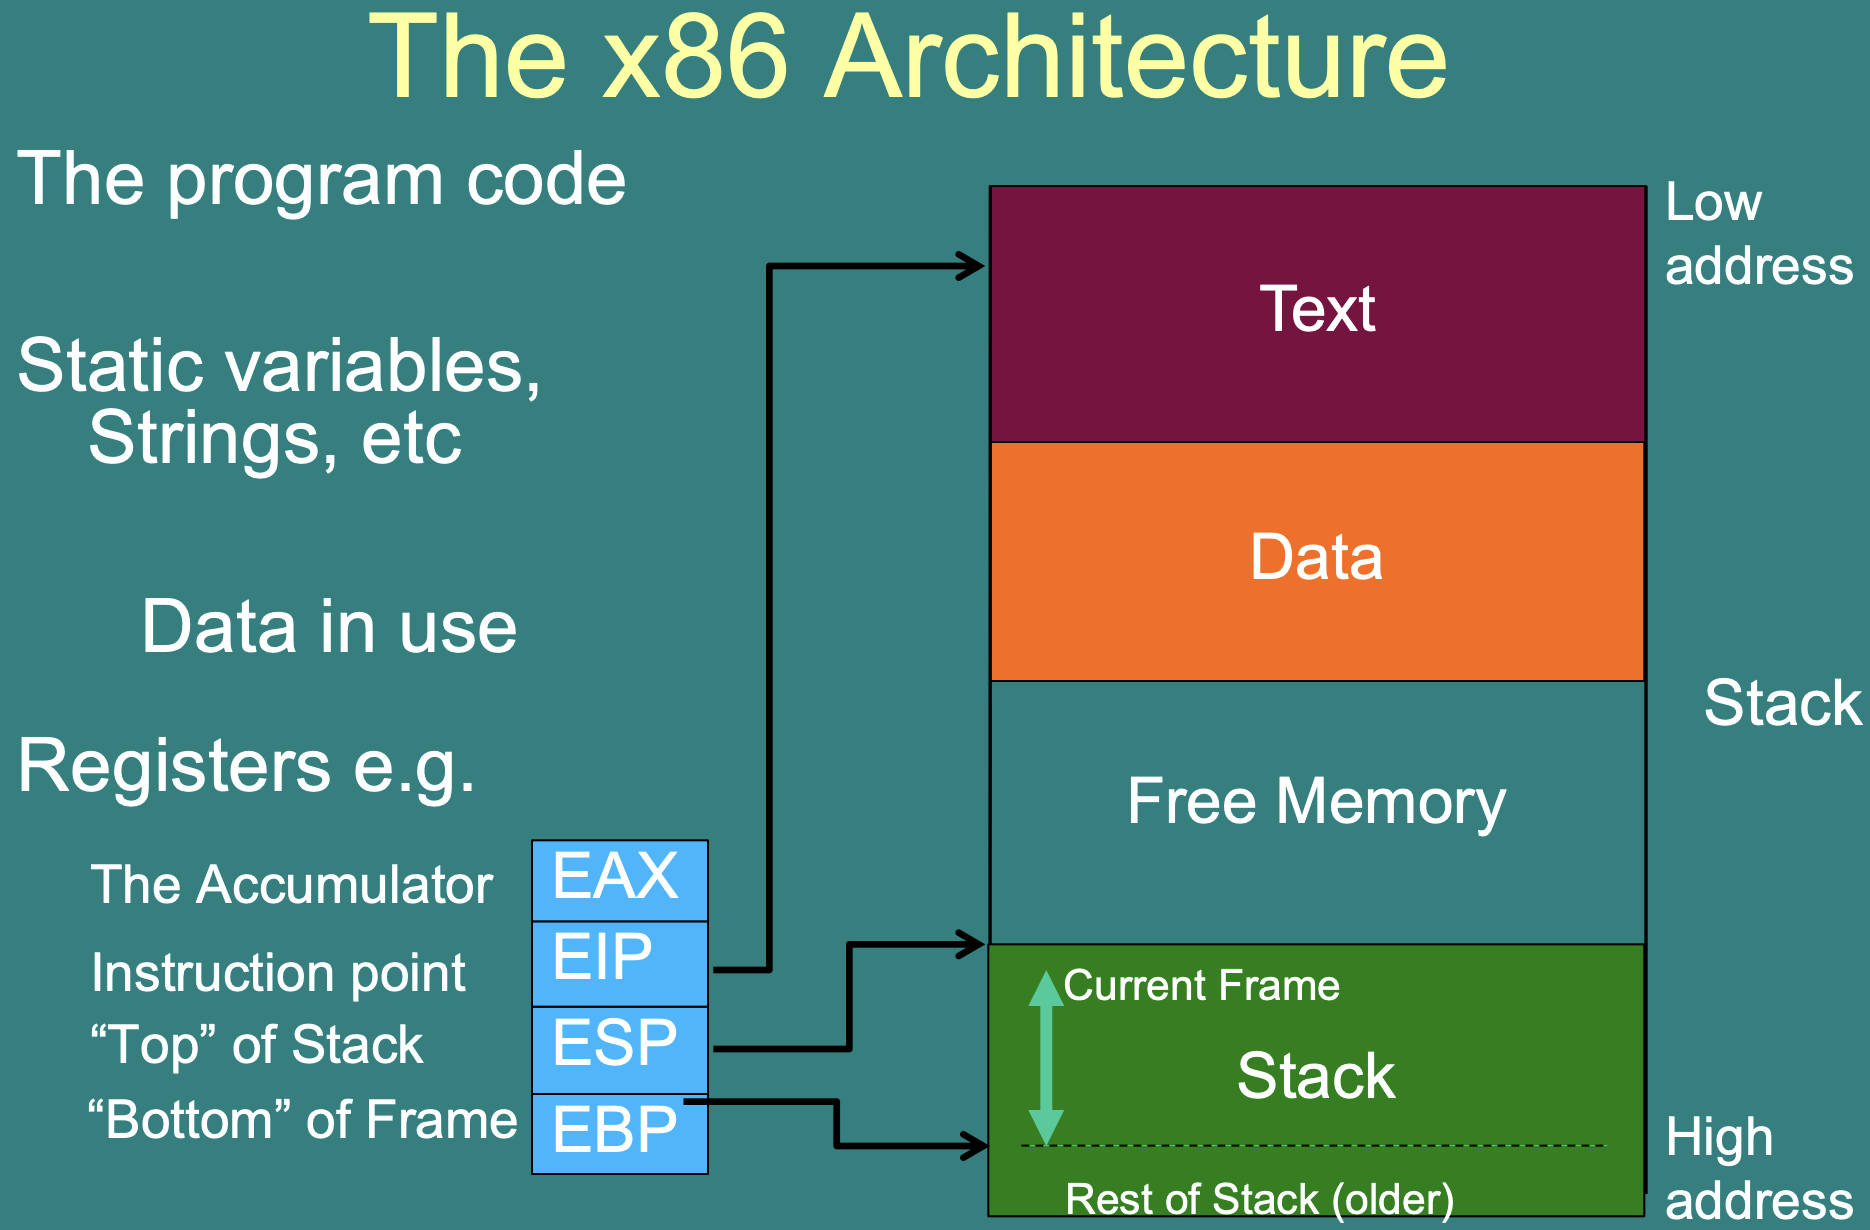 The x86 Architecture
The program code
Static variables,
Strings, etc
Data in use
Registers e.g.
The Accumulator
EAX
Instruction point
EIP
“Top” of Stack
ESP
“Bottom” of Frame
EBP
Low
address
Text
Data
Stack
Free Memory
Current Frame
Stack
High
address
Rest of Stack (older)